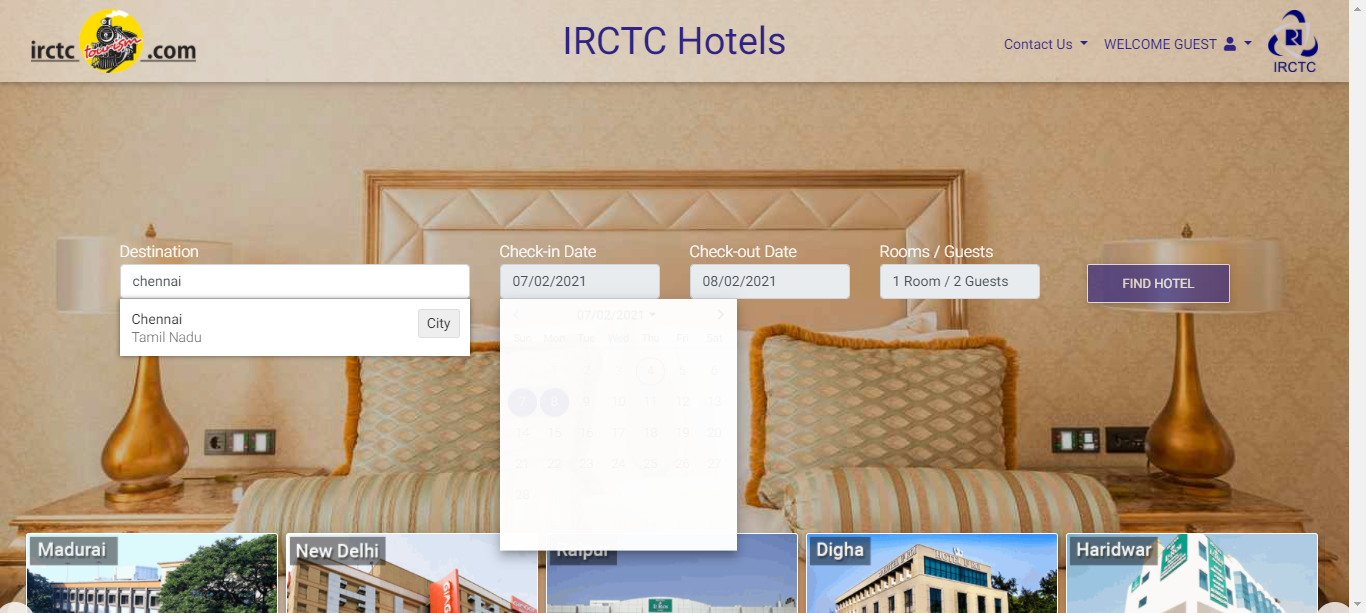 irctc tourism .com
IRCTC Hotels
Contact Us
WELCOME GUEST
IRCTC
Destination
Check-in Date
Check-out Date
Rooms / Guests
chennai
07/02/2021
08/02/2021
1 Room / 2 Guests
FIND HOTEL
Chennai
Tamil Nadu
City
07/02/2021
Sun Mon Tue Wed Thu Fri Sat
1 2 3 4 5 6
7 8 9 10 11 12 13
14 15 16 17 18 19 20
21 22 23 24 25 26 27
28
Madurai
New Delhi
Raipur
Digha
Haridwar